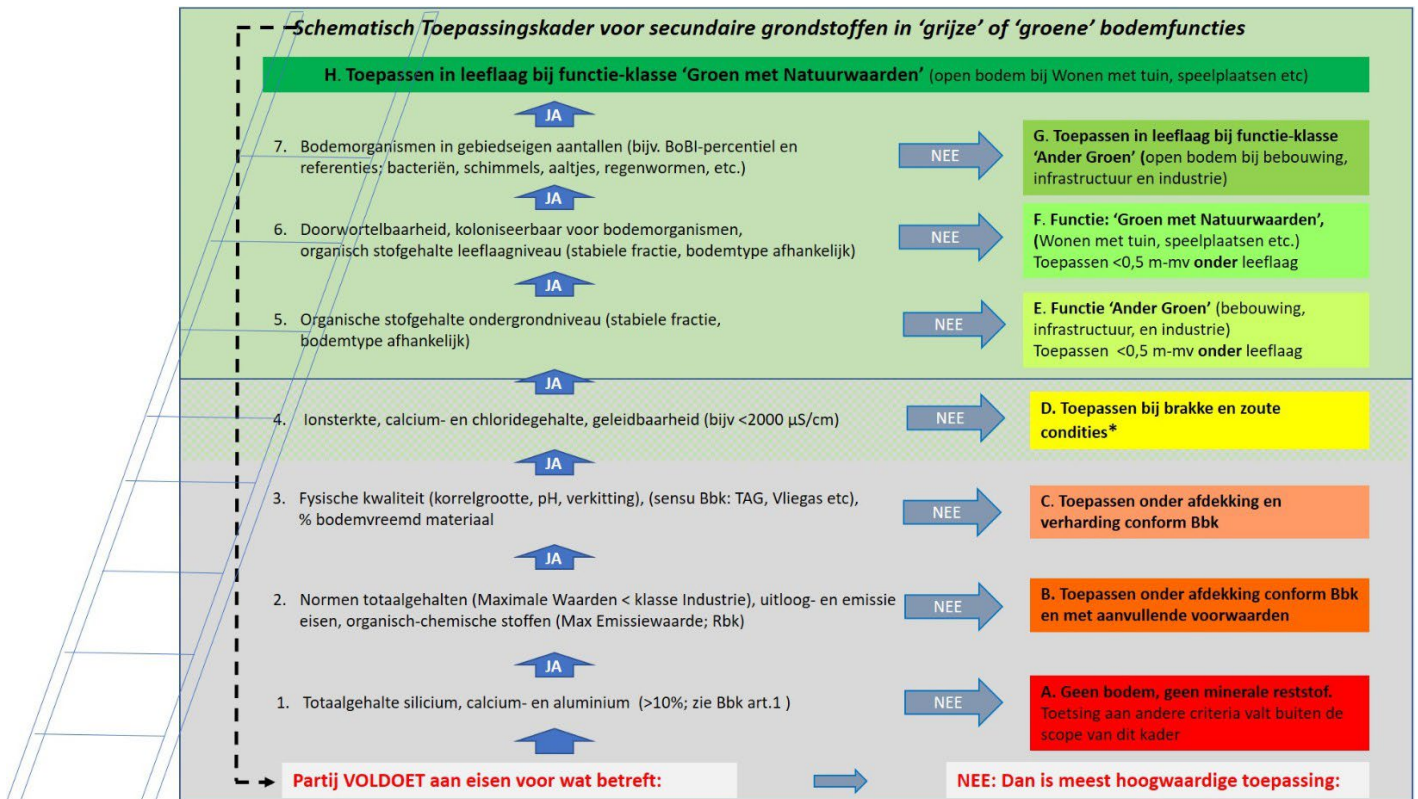 Schematisch Toepassingskader voor secundaire grondstoffen in ‘grijze’ of ‘groene’ bodemfuncties
H. Toepassen in leeflaag bij functie-klasse ‘Groen met Natuurwaarden’ (open bodem bij Wonen met tuin, speelplaatsen etc)
JA
7. Bodemorganismen in gebiedseigen aantallen (bijv. BoBI-percentiel en
referenties; bacteriën, schimmels, aaltjes, regenwormen, etc.)
NEE
G. Toepassen in leeflaag bij functie-klasse
‘Ander Groen’ (open bodem bij bebouwing,
infrastructuur en industrie)
JA
6. Doorwortelbaarheid, koloniseerbaar voor bodemorganismen,
organisch stofgehalte leeflaagniveau (stabiele fractie, bodemtype afhankelijk)
NEE
F. Functie: ‘Groen met Natuurwaarden’,
(Wonen met tuin, speelplaatsen etc.)
Toepassen <0,5 m-mv onder leeflaag
JA
5. Organische stofgehalte ondergrondniveau (stabiele fractie,
bodemtype afhankelijk)
NEE
E. Functie ‘Ander Groen’ (bebouwing,
infrastructuur, en industrie)
Toepassen <0,5 m-mv onder leeflaag
JA
4. Ionsterkte, calcium- en chloridegehalte, geleidbaarheid (bijv <2000 µS/cm)
NEE
D. Toepassen bij brakke en zoute
condities*
JA
3. Fysische kwaliteit (korrelgrootte, pH, verkitting), (sensu Bbk: TAG, Vliegas etc),
% bodemvreemd materiaal
NEE
C. Toepassen onder afdekking en
verharding conform Bbk
JA
2. Normen totaalgehalten (Maximale Waarden < klasse Industrie), uitloog- en emissie
eisen, organisch-chemische stoffen (Max Emissiewaarde; Rbk)
NEE
B. Toepassen onder afdekking conform Bbk
en met aanvullende voorwaarden
JA
1. Totaalgehalte silicium, calcium- en aluminium (>10%; zie Bbk art.1 )
NEE
A. Geen bodem, geen minerale reststof.
Toetsing aan andere criteria valt buiten de
scope van dit kader
Partij VOLDOET aan eisen voor wat betreft:
NEE: Dan is meest hoogwaardige toepassing: